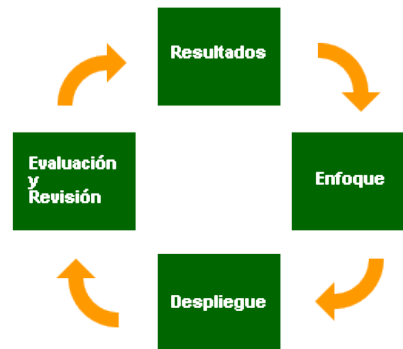 Resultados
Enfoque
Despliegue
Evaluación
y
Revisión